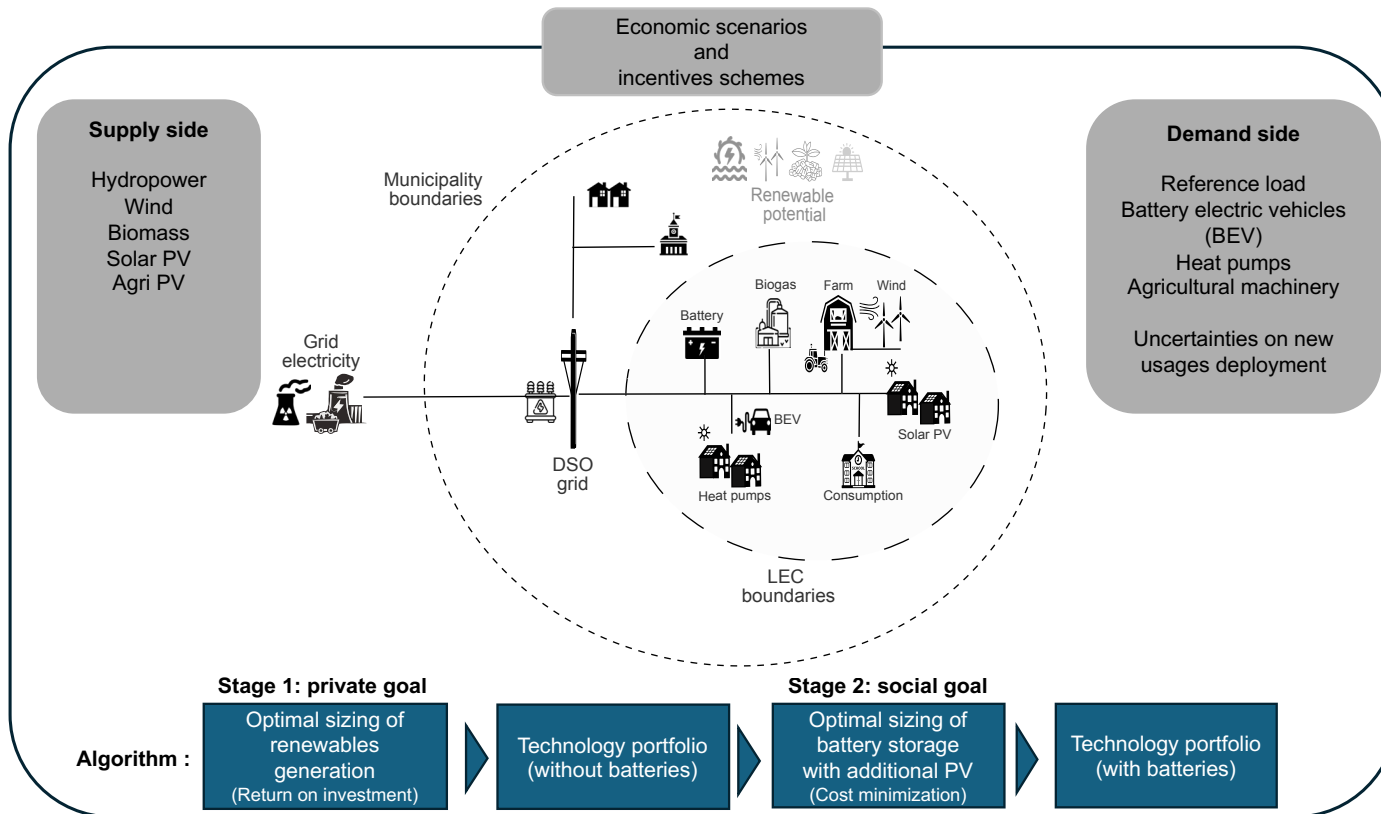 Economic scenarios
and
incentives schemes
Supply side
Hydropower
Wind
Biomass
Solar PV
Agri PV
Demand side
Reference load
Battery electric vehicles
(BEV)
Heat pumps
Agricultural machinery
Uncertainties on new
usages deployment
Municipality
boundaries
Renewable
potential
Grid
electricity
DSO
grid
Battery
Biogas
Farm
Wind
BEV
Solar PV
Heat pumps
SCHOOL
Consumption
LEC
boundaries
Stage 1: private goal
Stage 2: social goal
Algorithm :
Optimal sizing of
renewables
generation
(Return on investment)
Technology portfolio
(without batteries)
Optimal sizing of
battery storage
with additional PV
(Cost minimization)
Technology portfolio
(with batteries)